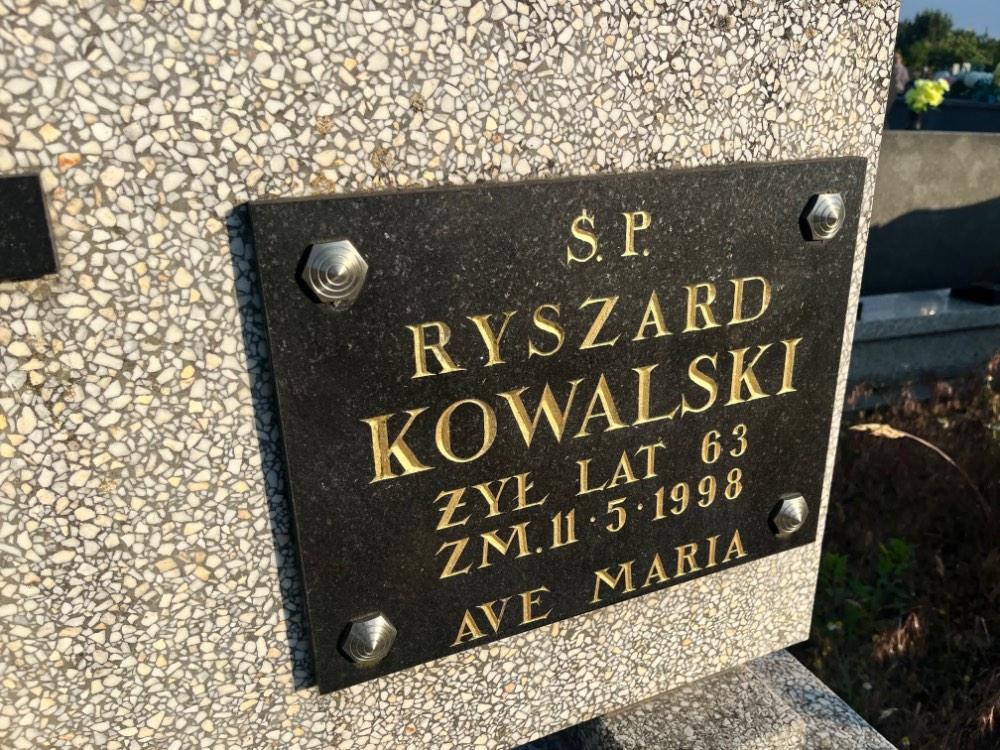 Ś.P.
RYSZARD
KOWALSKI
ŻYŁ LAT 63
ZM. 11·5·1998
AVE MARIA